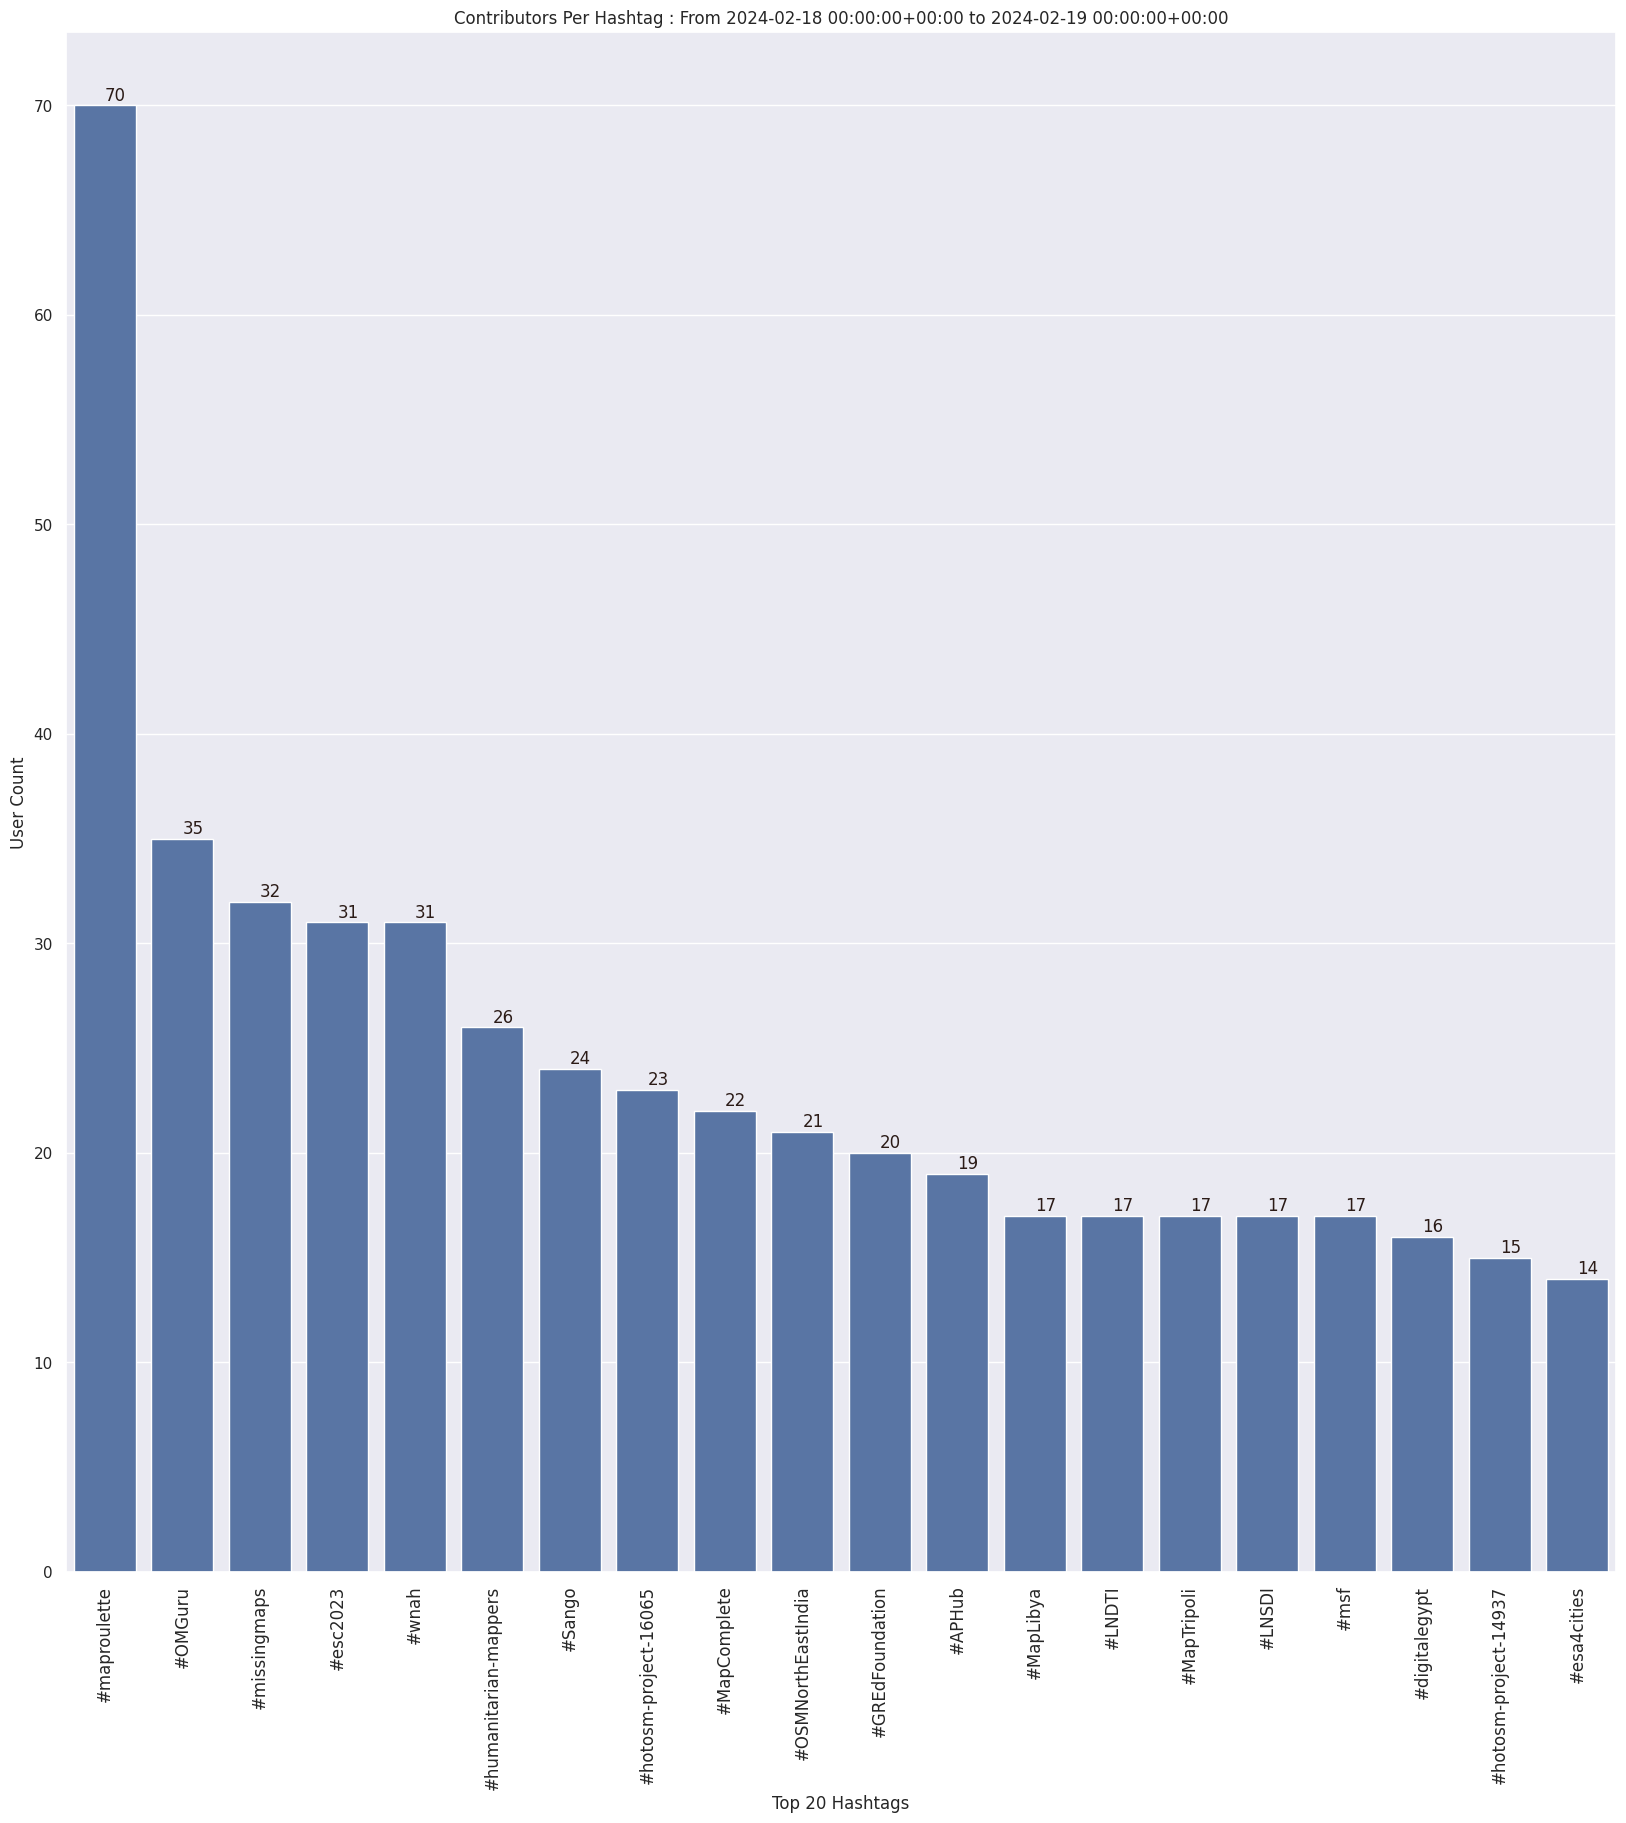 Contributors Per Hashtag : From 2024-02-18 00:00:00+00:00 to 2024-02-19 00:00:00+00:00
User Count
70
60
50
40
30
20
10
0
70
35
32
31
31
26
24
23
22
21
20
19
17
17
17
17
17
16
15
14
#maproulette
#OMGuru
#missingmaps
#esc2023
#wnah
#humanitarian-mappers
#Sango
#hotosm-project-16065
#MapComplete
#OSMNorthEastIndia
#GREdFoundation
#APHub
#MapLibya
#LNDTI
#MapTripoli
#LNSDI
#msf
#digitalegypt
#hotosm-project-14937
#esa4cities
Top 20 Hashtags